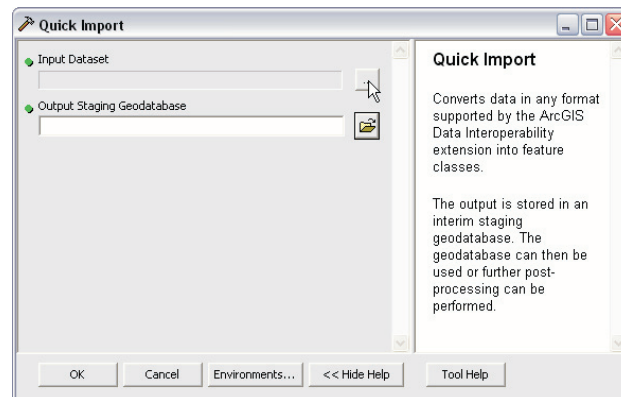 Quick Import
Input Dataset
Output Staging Geodatabase
Quick Import
Converts data in any format
supported by the ArcGIS
Data Interoperability
extension into feature
classes.
The output is stored in an
interim staging
geodatabase. The
geodatabase can then be
used or further post-
processing can be
performed.
OK
Cancel
Environments...
<< Hide Help
Tool Help